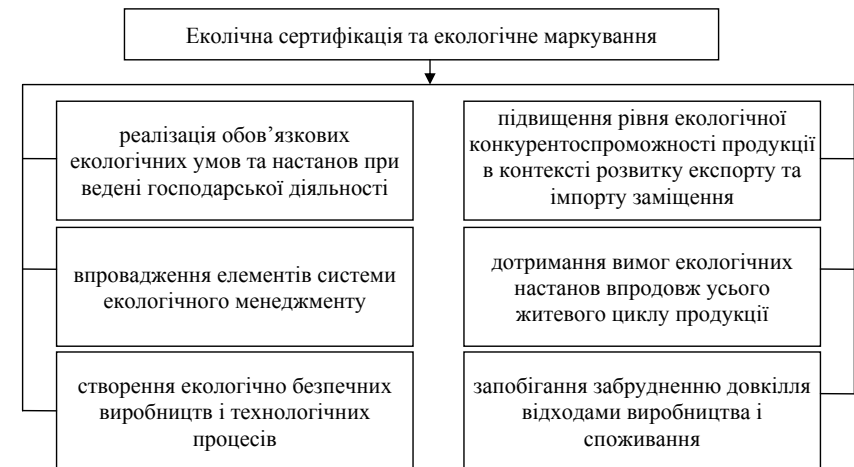 Еколічна сертифікація та екологічне маркування
реалізація обов’язкових
екологічних умов та настанов при
ведені господарської діяльності
підвищення рівня екологічної
конкурентоспроможності продукції
в контексті розвитку експорту та
імпорту заміщення
впровадження елементів системи
екологічного менеджменту
дотримання вимог екологічних
настанов впродовж усього
житевого циклу продукції
створення екологічно безпечних
виробництв і технологічних
процесів
запобігання забрудненню довкілля
відходами виробництва і
споживання